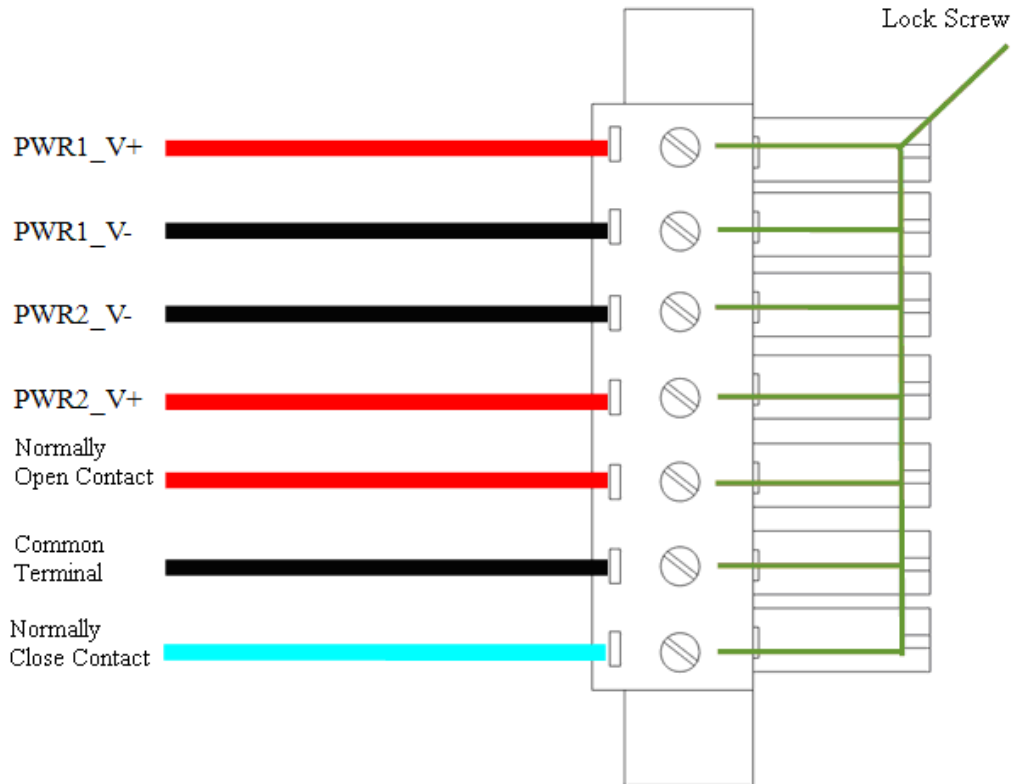 Lock Screw
PWR1_V+
PWR1_V-
PWR2_V-
PWR2_V+
Normally
Open Contact
Common
Terminal
Normally
Close Contact